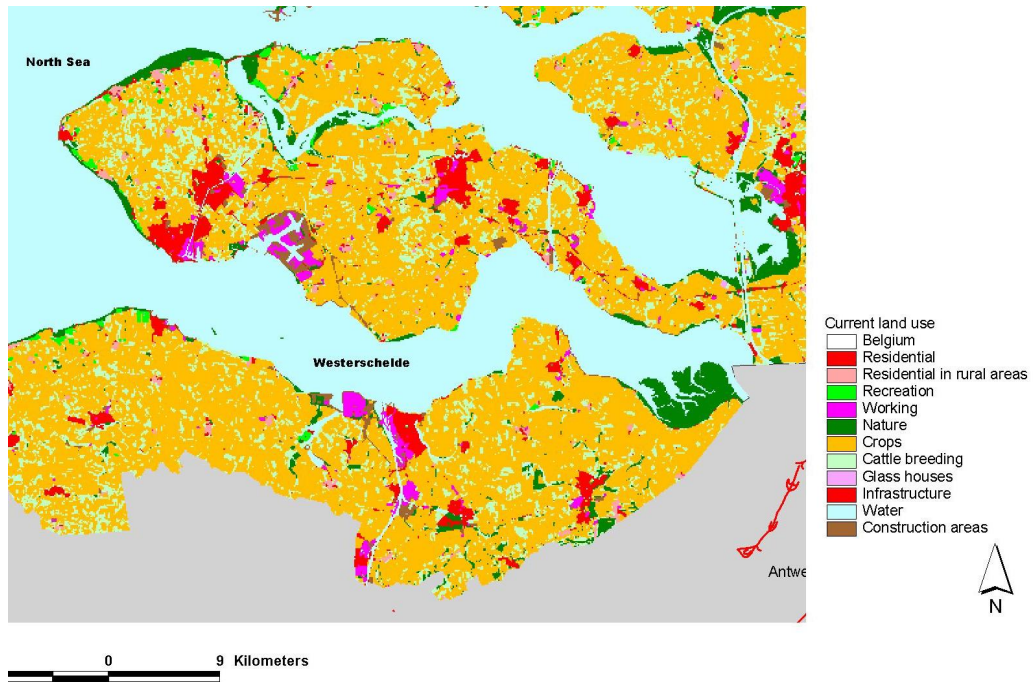 North Sea
Westerschelde
Current land use
Belgium
Residential
Residential in rural areas
Recreation
Working
Nature
Crops
Cattle breeding
Glass houses
Infrastructure
Water
Construction areas
Antwe
N
0 9 Kilometers